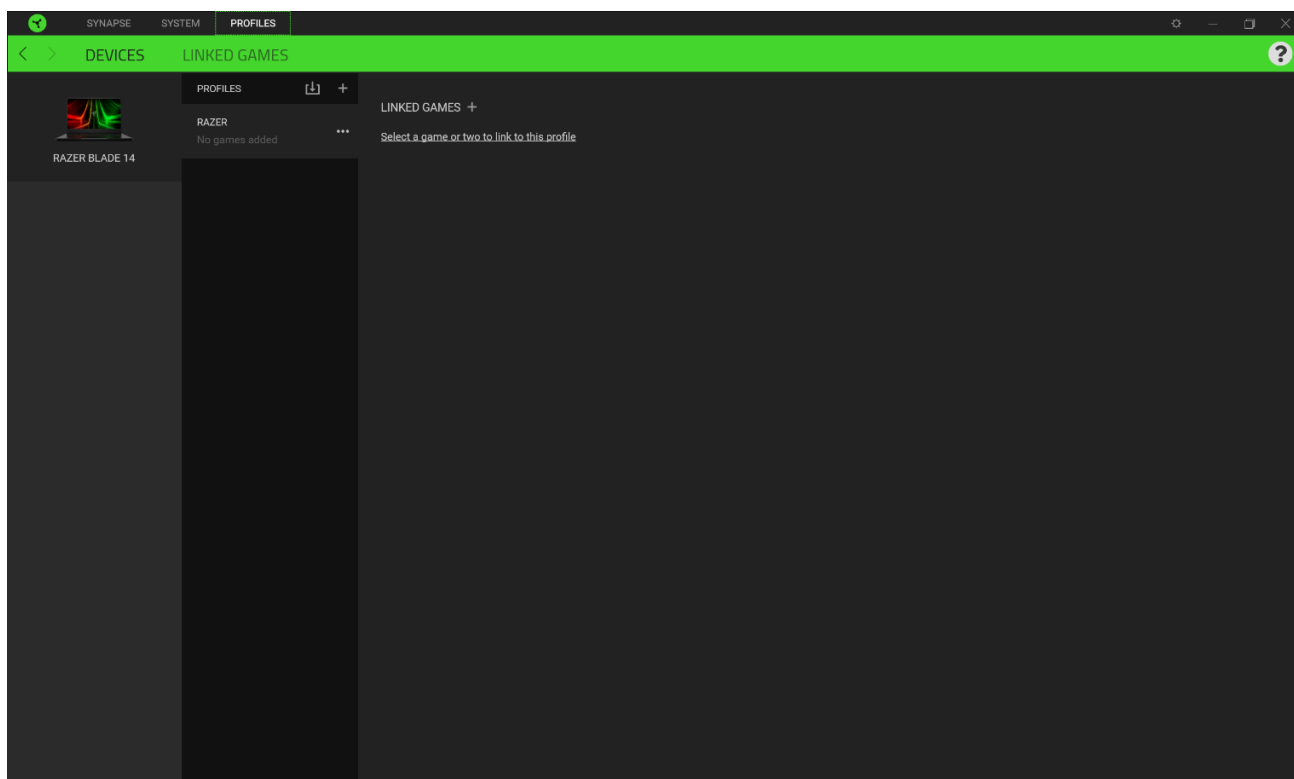 SYNAPSE SYSTEM PROFILES
DEVICES LINKED GAMES
?
RAZER BLADE 14
PROFILES
RAZER
No games added
LINKED GAMES +
Select a game or two to link to this profile